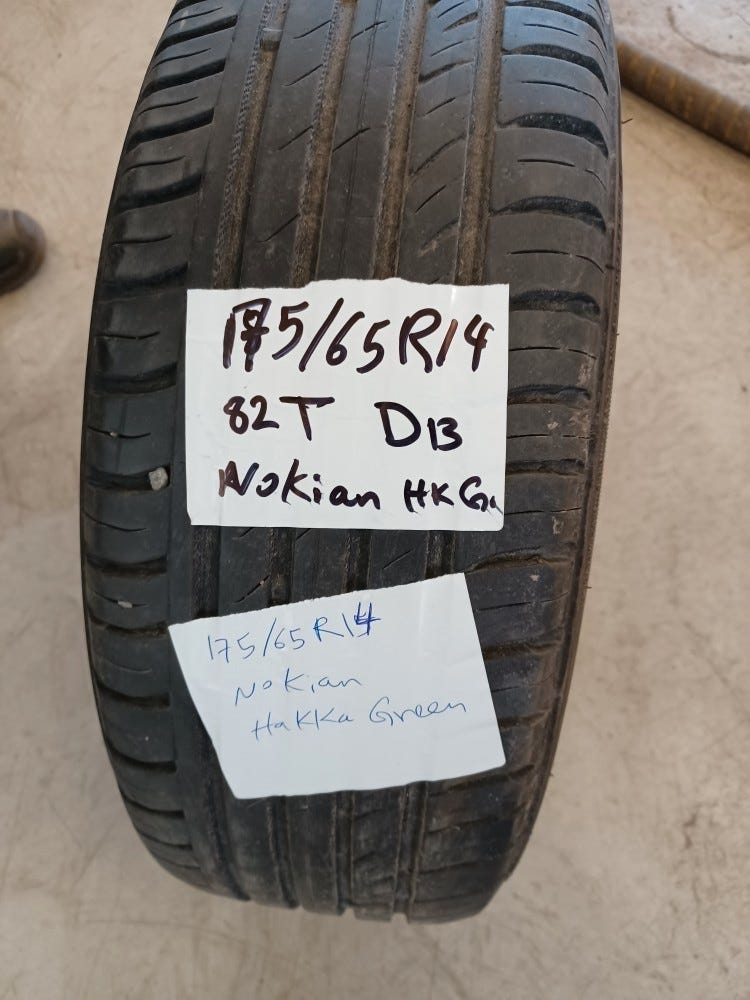 175/65R14
82T DB
Nokian HKG
175/65R14
Nokian
Hakka Green